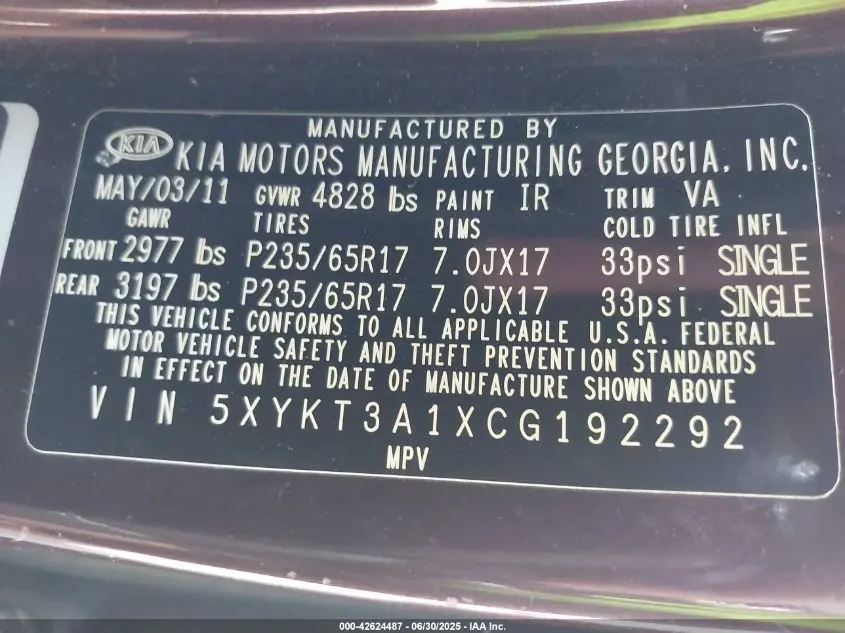 MANUFACTURED BY
KIA KIA MOTORS MANUFACTURING GEORGIA, INC.
MAY/03/11 GVWR 4828 lbs PAINT IR TRIM VA
GAWR TIRES RIMS COLD TIRE INFL
FRONT 2977 lbs P235/65R17 7.0JX17 33psi SINGLE
REAR 3197 lbs P235/65R17 7.0JX17 33psi SINGLE
THIS VEHICLE CONFORMS TO ALL APPLICABLE U.S.A. FEDERAL
MOTOR VEHICLE SAFETY AND THEFT PREVENTION STANDARDS
IN EFFECT ON THE DATE OF MANUFACTURE SHOWN ABOVE
VIN 5XYKT3A1XCG192292
MPV
000-42624487 - 06/30/2025 - IAA Inc.